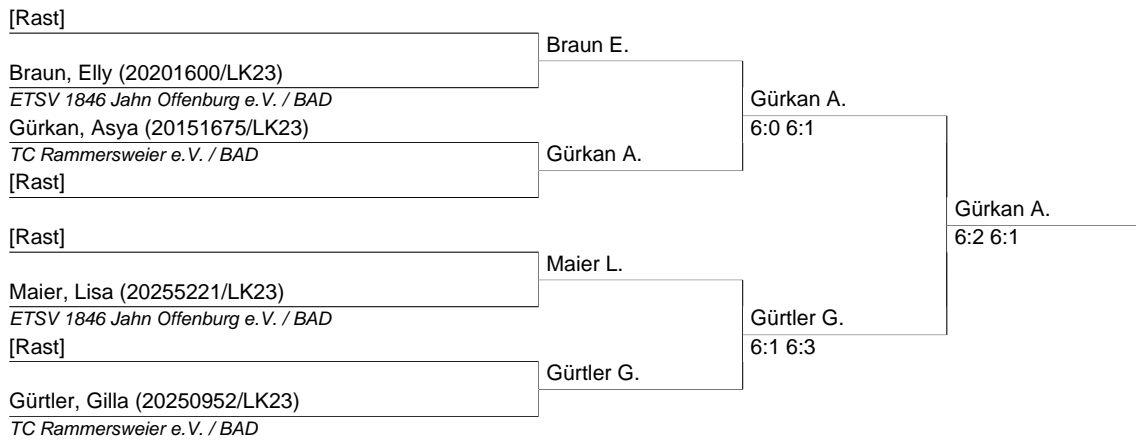 [Rast]
Braun E.
Braun, Elly (20201600/LK23)
ETSV 1846 Jahn Offenburg e.V. / BAD
Gürkan A.
Gürkan, Asya (20151675/LK23)
6:0 6:1
TC Rammersweier e.V. / BAD
Gürkan A.
[Rast]
Gürkan A.
[Rast]
6:2 6:1
Maier L.
Maier, Lisa (20255221/LK23)
ETSV 1846 Jahn Offenburg e.V. / BAD
Gürtler G.
[Rast]
6:1 6:3
Gürtler G.
Gürtler, Gilla (20250952/LK23)
TC Rammersweier e.V. / BAD